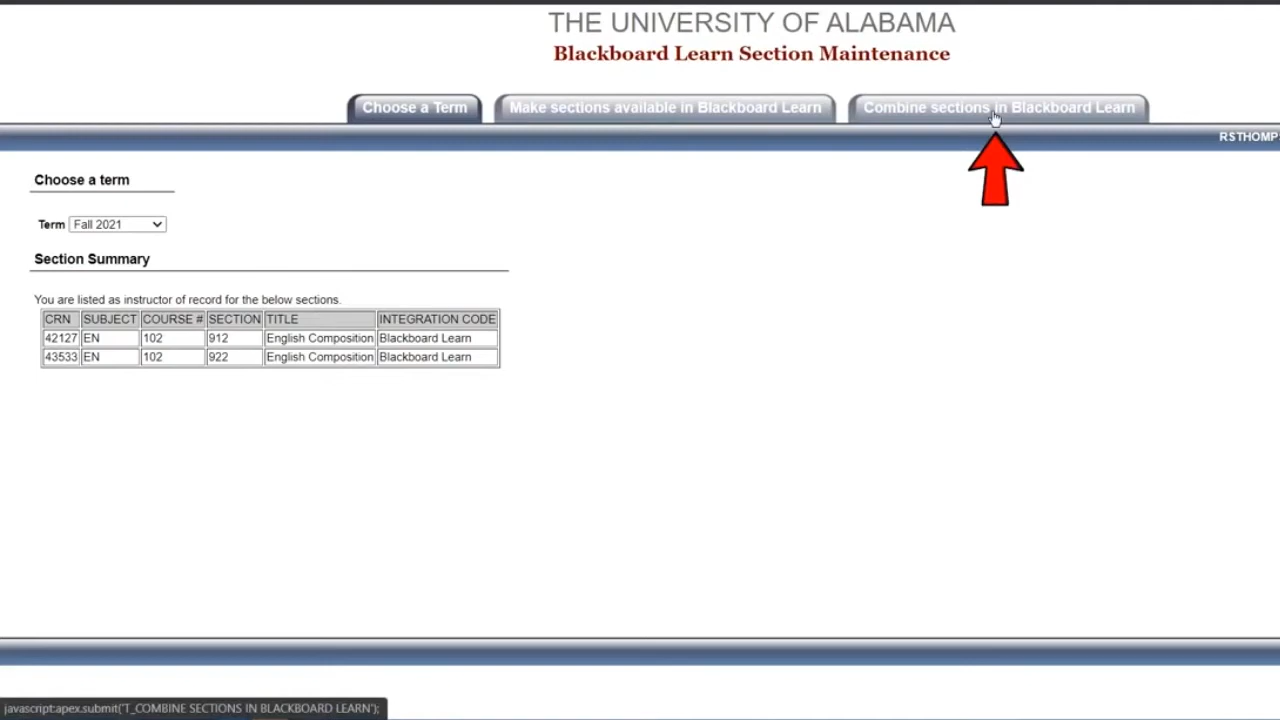 THE UNIVERSITY OF ALABAMA
Blackboard Learn Section Maintenance
Choose a Term
Make sections available in Blackboard Learn
Combine sections in Blackboard Learn
RSTHOMP
Choose a term
Term Fall 2021
Section Summary
You are listed as instructor of record for the below sections.
CRN SUBJECT COURSE # SECTION TITLE INTEGRATION CODE
42127 EN 102 912 English Composition Blackboard Learn
43533 EN 102 922 English Composition Blackboard Learn
javascript:apex.submit('T_COMBINE SECTIONS IN BLACKBOARD LEARN');